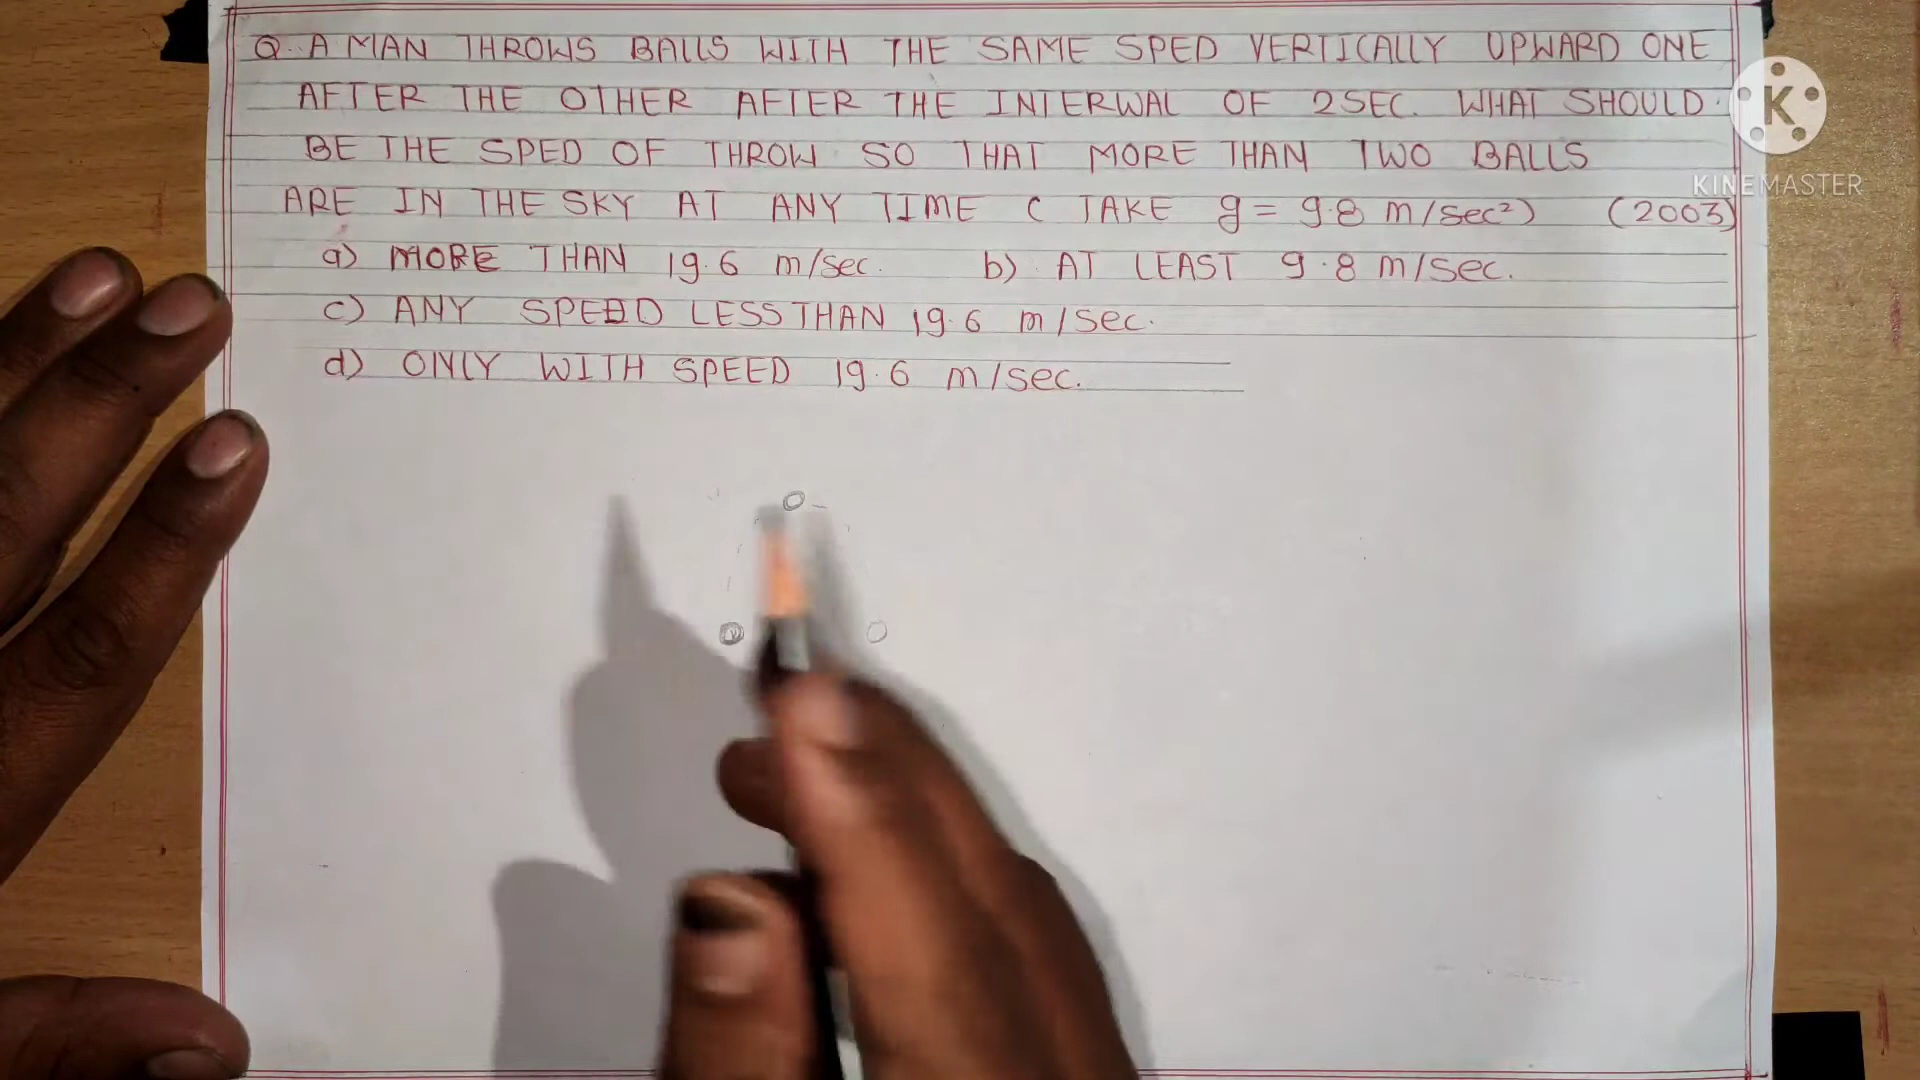 Q. A MAN THROWS BALLS WITH THE SAME SPED VERTICALLY UPWARD ONE
AFTER THE OTHER AFTER THE INTERWAL OF 2SEC. WHAT SHOULD
BE THE SPED OF THROW SO THAT MORE THAN TWO BALLS
ARE IN THE SKY AT ANY TIME ( TAKE g = 9.8 m/sec²) (2003)
a) MORE THAN 19.6 m/sec. b) AT LEAST 9.8 m/sec.
c) ANY SPEED LESS THAN 19.6 m/sec.
d) ONLY WITH SPEED 19.6 m/sec.
K
KINEMASTER